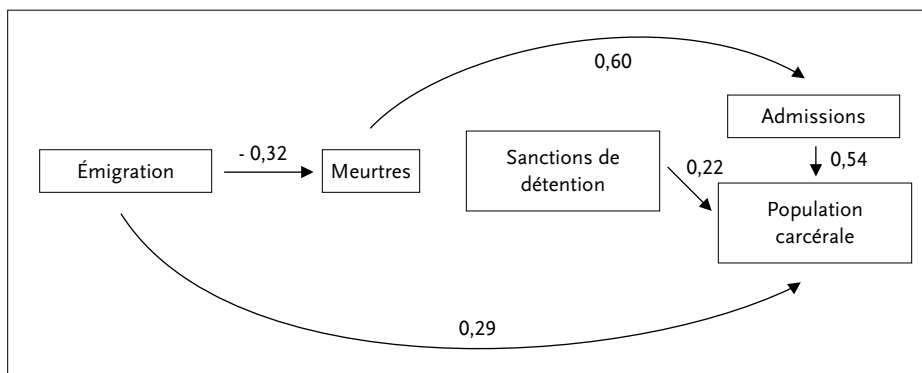 0,60
Admissions
- 0,32
Émigration
Meurtres
Sanctions de
détention
0,22
0,54
Population
carcérale
0,29